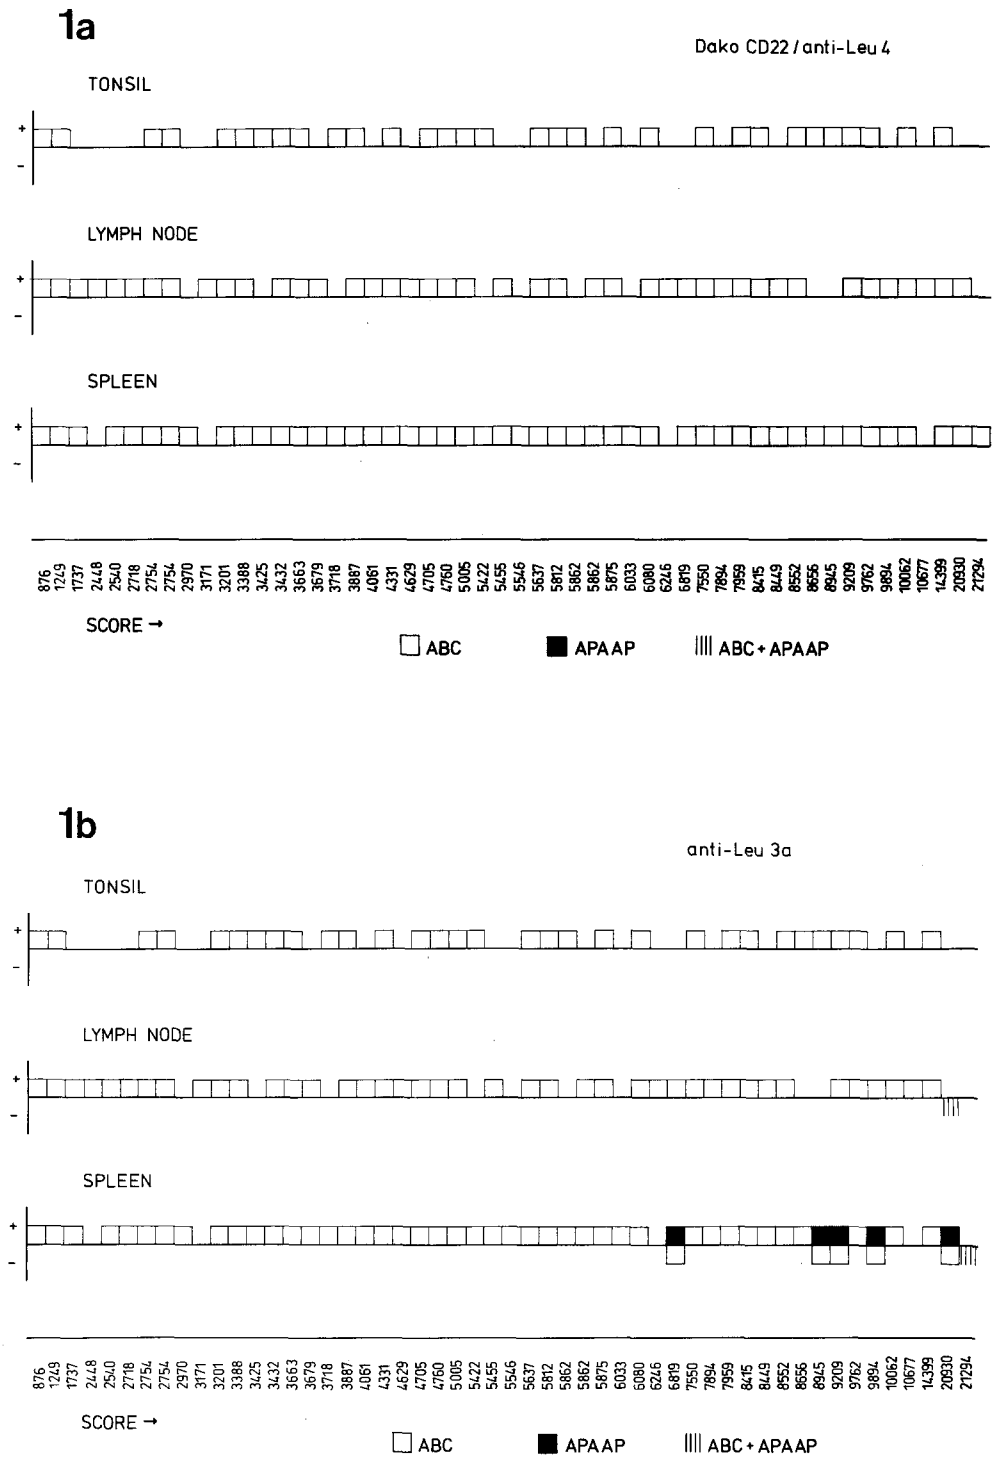 1a
Dako CD22/anti-Leu 4
TONSIL
+
-
LYMPH NODE
+
-
SPLEEN
+
-
876 1249 1737 2448 2540 2718 2754 2754 2970 3171 3201 3388 3425 3432 3663 3679 3718 3887 4061 4331 4629 4705 4760 5005 5422 5455 5546 5637 5812 5862 5862 5875 6033 6080 6246 6819 7550 7894 7959 8415 8449 8552 8656 8945 9209 9762 9894 10062 10677 14399 20930 21294
SCORE →
ABC APAAP ABC + APAAP
1b
anti-Leu 3a
TONSIL
+
-
LYMPH NODE
+
-
SPLEEN
+
-
876 1249 1737 2448 2540 2718 2754 2754 2970 3171 3201 3388 3425 3432 3663 3679 3718 3887 4061 4331 4629 4705 4760 5005 5422 5455 5546 5637 5812 5862 5862 5875 6033 6080 6246 6819 7550 7894 7959 8415 8449 8552 8656 8945 9209 9762 9894 10062 10677 14399 20930 21294
SCORE →
ABC APAAP ABC + APAAP